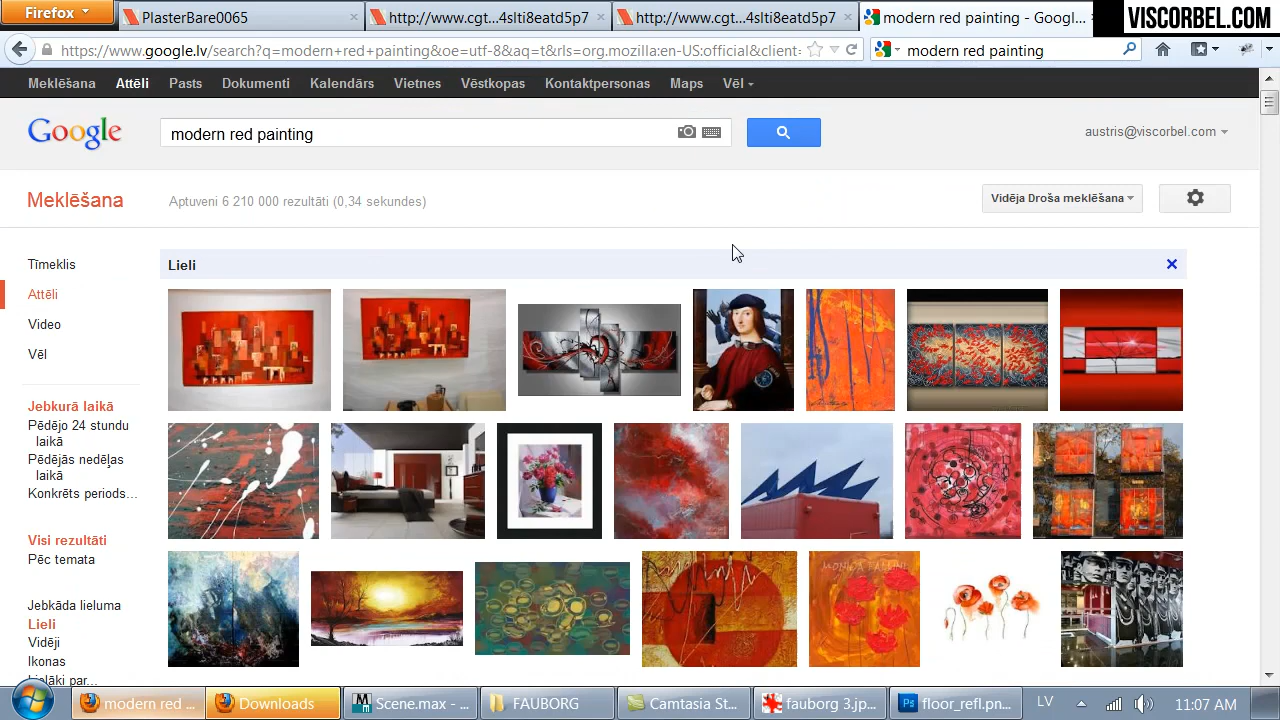 Firefox
PlasterBare0065
http://www.cgt...4slti8eatd5p7
http://www.cgt...4slti8eatd5p7
modern red painting - Googl...
VISCORBEL.COM
https://www.google.lv/search?q=modern+red+painting&oe=utf-8&aq=t&rls=org.mozilla:en-US:official&client-
modern red painting
Meklēšana Attēli Pasts Dokumenti Kalendārs Vietnes Vēstkopas Kontaktpersonas Maps Vēl
Google
modern red painting
austris@viscorbel.com
Meklēšana
Aptuveni 6 210 000 rezultāti (0,34 sekundes)
Vidēja Droša meklēšana
Tīmeklis
Attēli
Video
Vēl
Lieli
Jebkurā laikā
Pēdējo 24 stundu
laikā
Pēdējās nedēļas
laikā
Konkrēts periods...
Visi rezultāti
Pēc temata
Jebkāda lieluma
Lieli
Vidēji
Ikonas
Lielāki par...
modern red ...
Downloads
Scene.max - ...
FAUBORG
Camtasia St...
fauborg 3.jp...
floor_refl.pn...
LV
11:07 AM